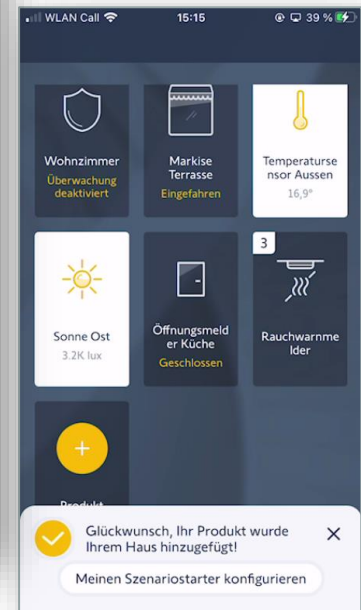 WLAN Call 15:15 39 %
Wohnzimmer
Überwachung
deaktiviert
Markise
Terrasse
Eingefahren
Temperaturse
nsor Aussen
16,9°
Sonne Ost
3.2K lux
Öffnungsmeld
er Küche
Geschlossen
3
Rauchwarnme
lder
Produkt
Glückwunsch, Ihr Produkt wurde
Ihrem Haus hinzugefügt!
Meinen Szenariostarter konfigurieren